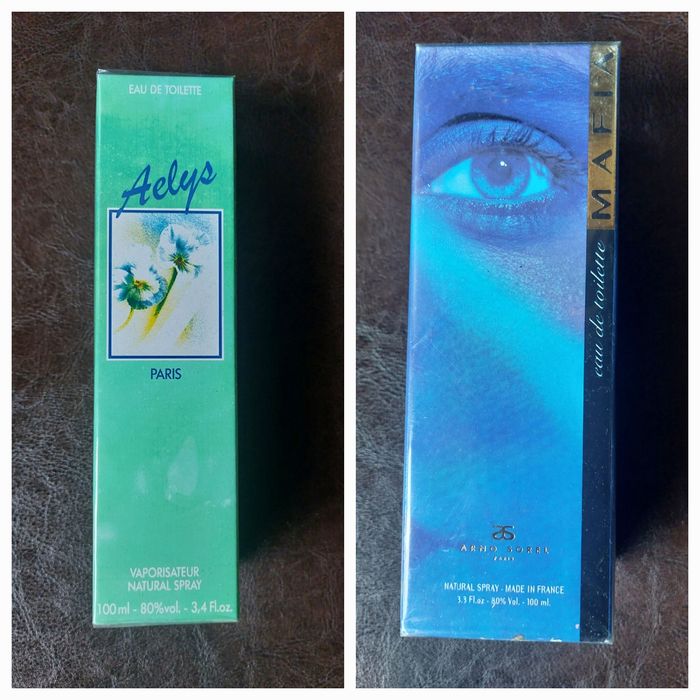 EAU DE TOILETTE
Aelys
PARIS
VAPORISATEUR
NATURAL SPRAY
100 ml - 80%vol. - 3,4 Fl.oz.
MAFIA
eau de toilette
ARNO SOREL
PARIS
NATURAL SPRAY - MADE IN FRANCE
3.3 Fl.oz - 80% Vol. - 100 ml.